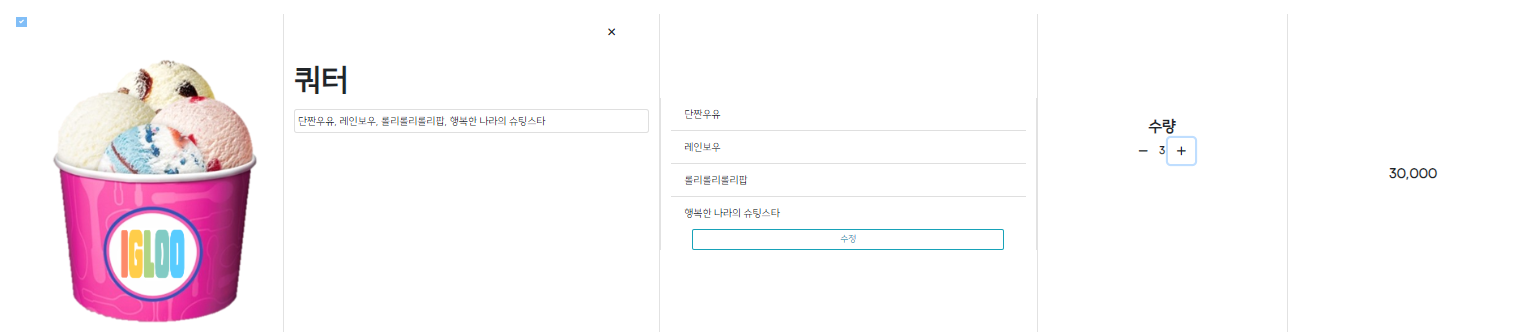 IGLOO
×
쿼터
단짠우유, 레인보우, 롤리롤리롤리팝, 행복한 나라의 슈팅스타
단짠우유
레인보우
롤리롤리롤리팝
행복한 나라의 슈팅스타
수정
수량
− 3 +
30,000